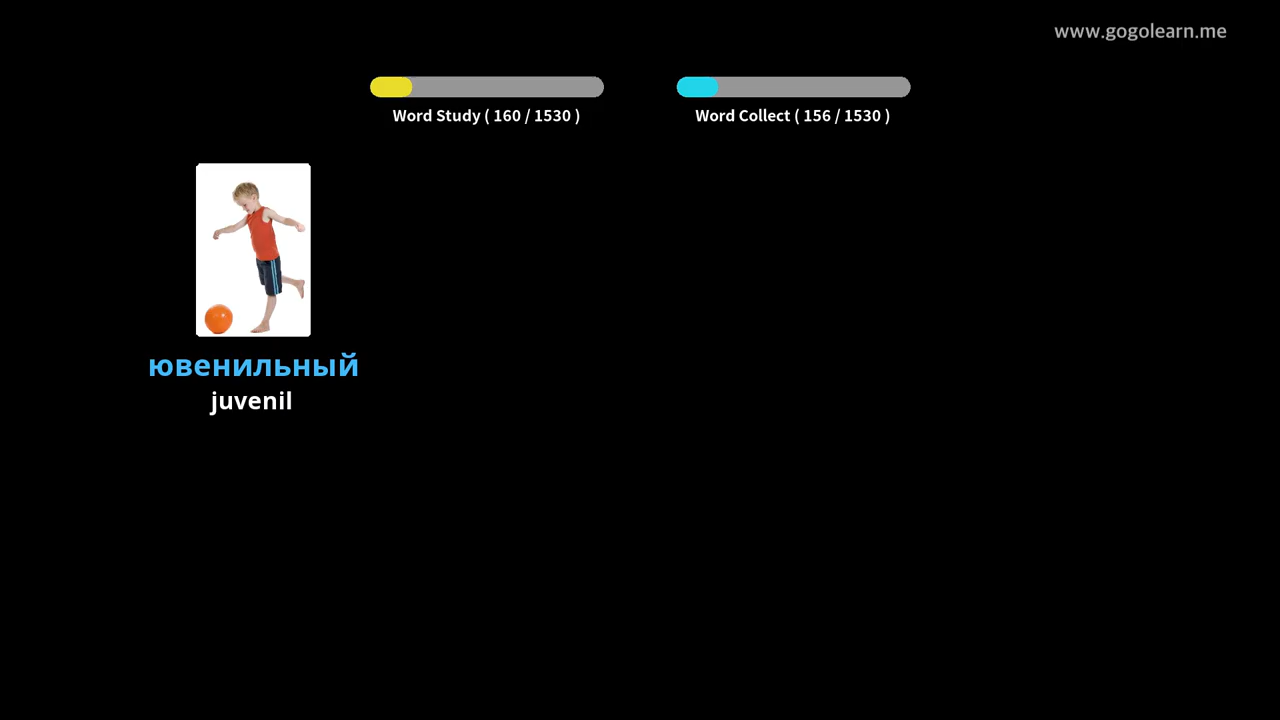 www.gogolearn.me
Word Study ( 160 / 1530 )
Word Collect ( 156 / 1530 )
ювенильный
juvenil